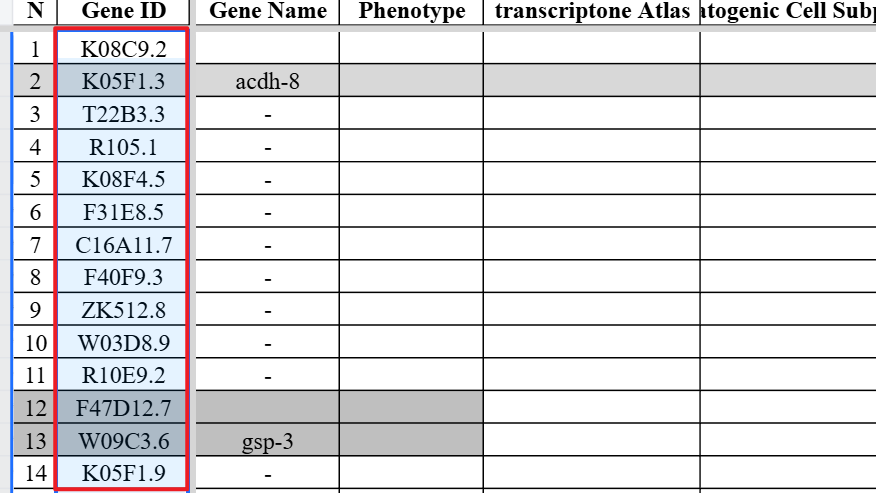 N Gene ID Gene Name Phenotype transcriptone Atlas atogenic Cell Subp
1 K08C9.2
2 K05F1.3 acdh-8
3 T22B3.3 -
4 R105.1 -
5 K08F4.5 -
6 F31E8.5 -
7 C16A11.7 -
8 F40F9.3 -
9 ZK512.8 -
10 W03D8.9 -
11 R10E9.2 -
12 F47D12.7
13 W09C3.6 gsp-3
14 K05F1.9 -